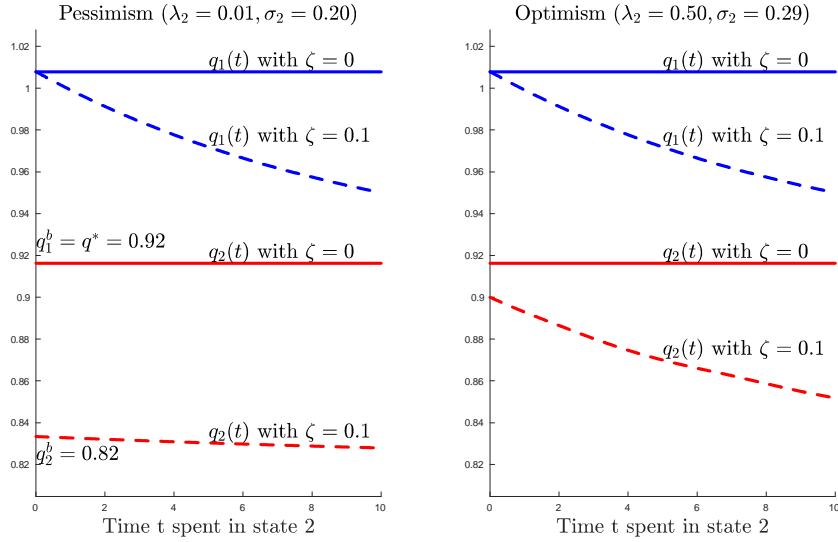 Pessimism (λ₂ = 0.01, σ₂ = 0.20)
1.02
1
0.98
0.96
0.94
0.92
0.9
0.88
0.86
0.84
0.82
q₁(t) with ζ = 0
q₁(t) with ζ = 0.1
q₁ᵇ = q* = 0.92
q₂(t) with ζ = 0
q₂(t) with ζ = 0.1
q₂ᵇ = 0.82
0 2 4 6 8 10
Time t spent in state 2
Optimism (λ₂ = 0.50, σ₂ = 0.29)
1.02
1
0.98
0.96
0.94
0.92
0.9
0.88
0.86
0.84
0.82
q₁(t) with ζ = 0
q₁(t) with ζ = 0.1
q₂(t) with ζ = 0
q₂(t) with ζ = 0.1
0 2 4 6 8 10
Time t spent in state 2